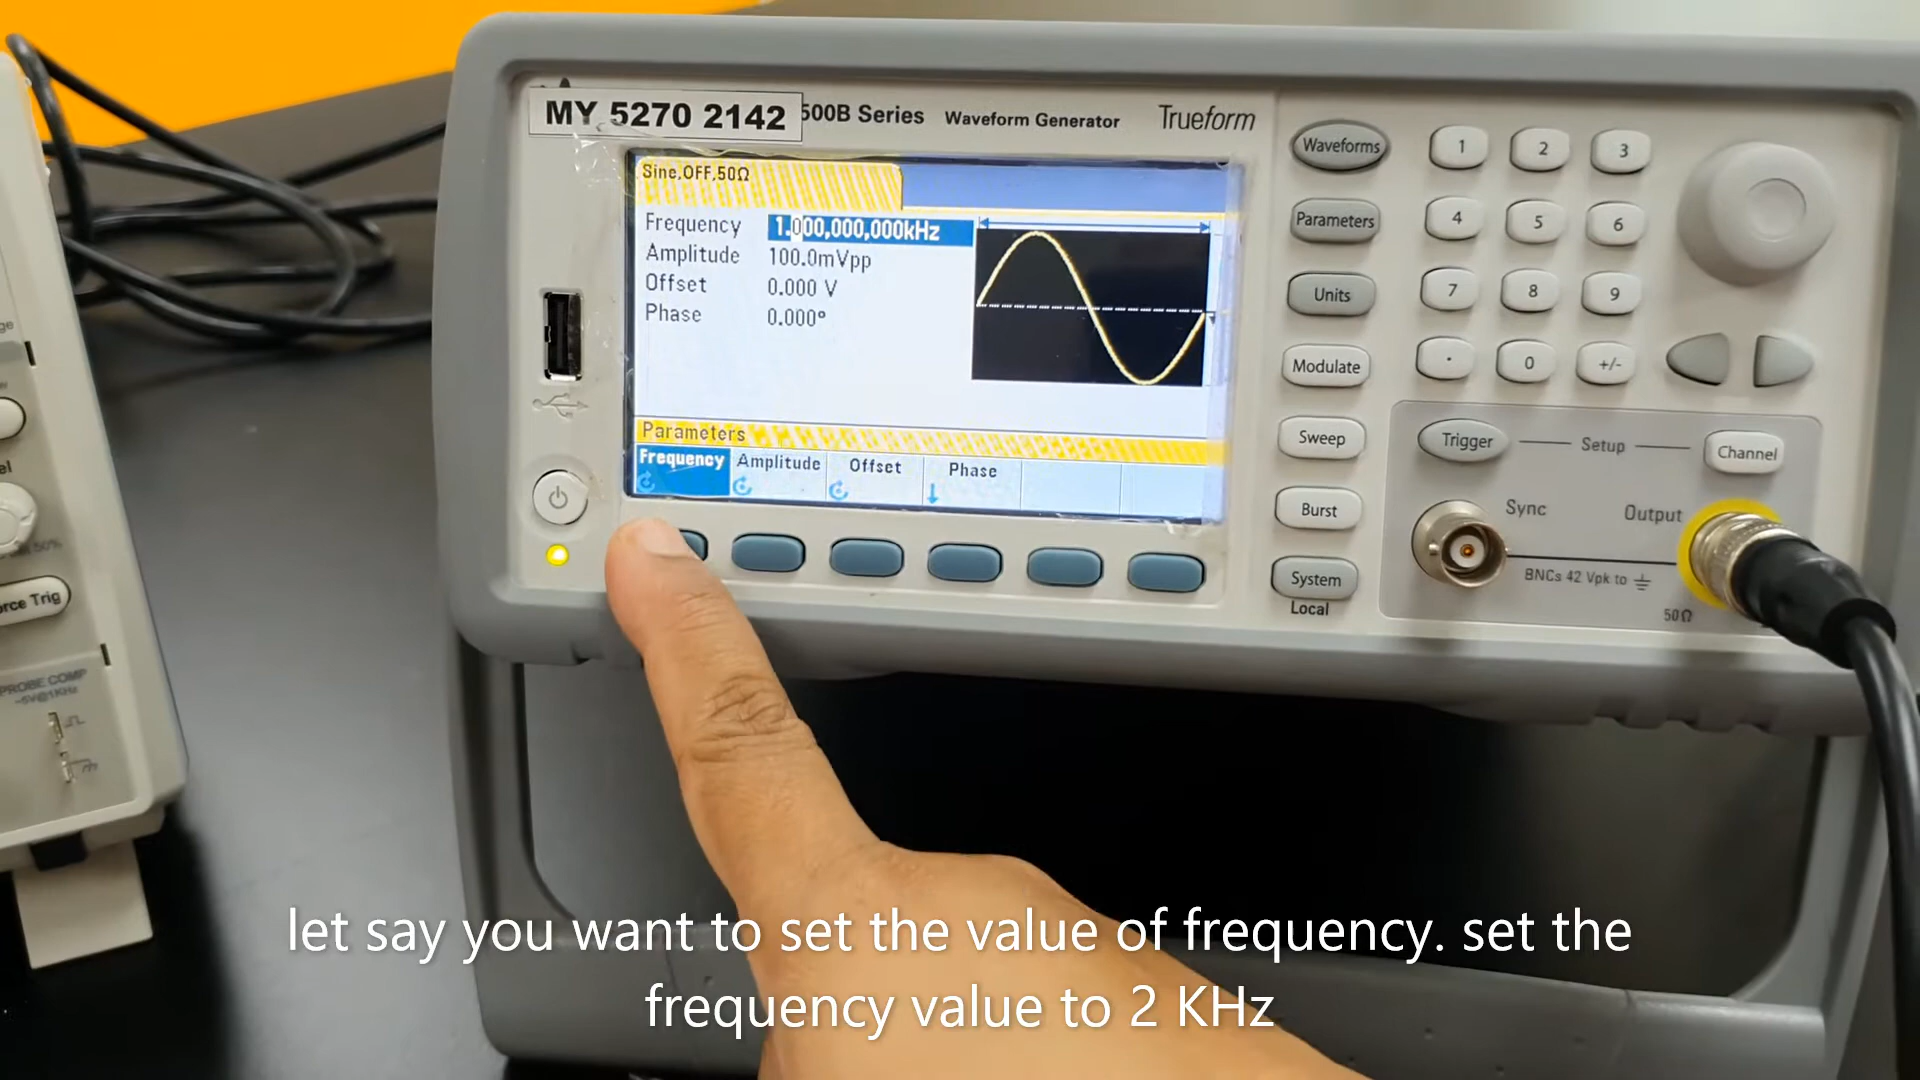 MY 5270 2142
500B Series Waveform Generator Trueform
Sine,OFF,50Ω
Frequency 1.000,000,000kHz
Amplitude 100.0mVpp
Offset 0.000 V
Phase 0.000°
Parameters
Frequency Amplitude Offset Phase
Waveforms
Parameters
Units
Modulate
Sweep
Burst
System
Local
1 2 3
4 5 6
7 8 9
. 0 +/-
Trigger Setup Channel
Sync Output
BNCs 42 Vpk to
50Ω
50%
orce Trig
PROBE COMP
~5V@1KHz
let say you want to set the value of frequency. set the
frequency value to 2 KHz